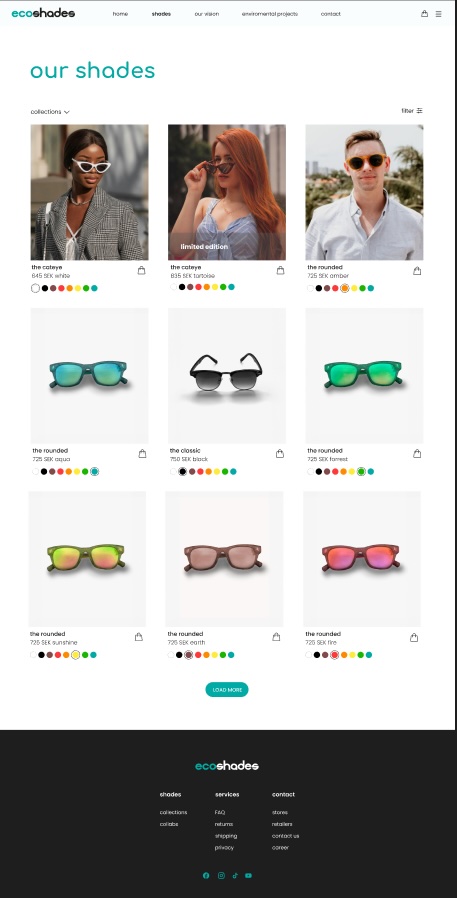 ecoshades
home shades our vision enviromental projects contact
our shades
collections filter
limited edition
the cateye the cateye the rounded
645 SEK white 835 SEK tortoise 725 SEK amber
the rounded the classic the rounded
725 SEK aqua 750 SEK black 725 SEK forrest
the rounded the rounded the rounded
725 SEK sunshine 725 SEK earth 725 SEK fire
LOAD MORE
ecoshades
shades services contact
collections FAQ stores
collabs returns retailers
shipping contact us
privacy career